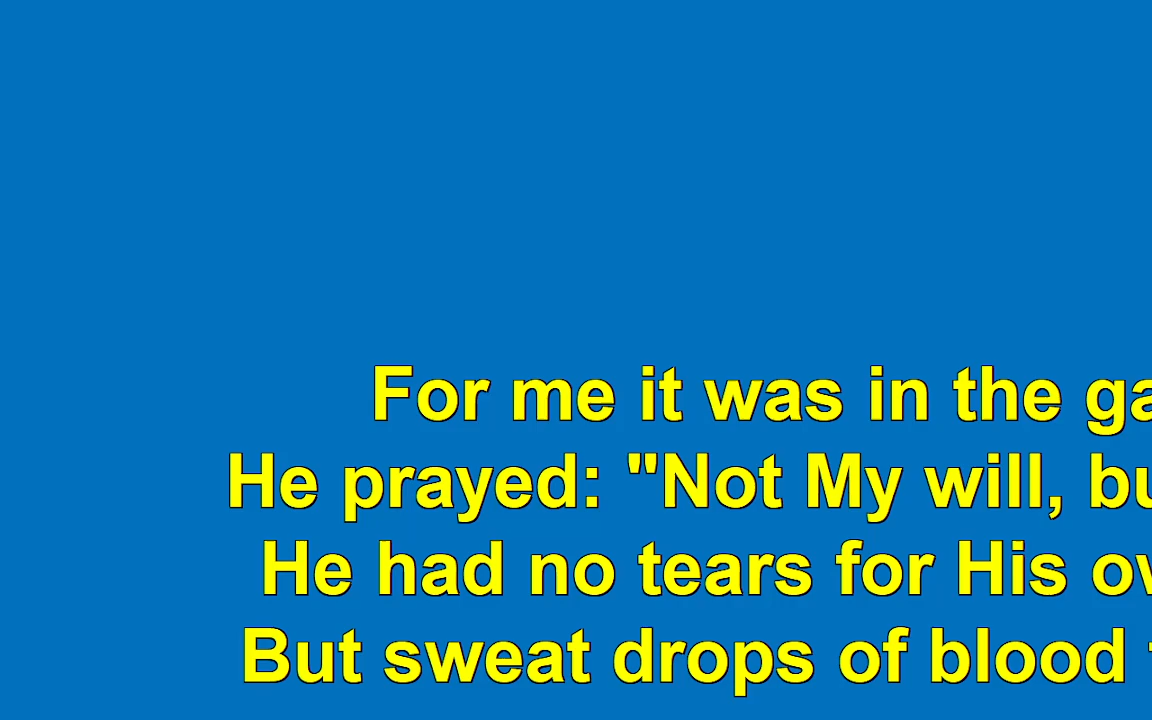 For me it was in the ga
He prayed: "Not My will, bu
He had no tears for His ow
But sweat drops of blood